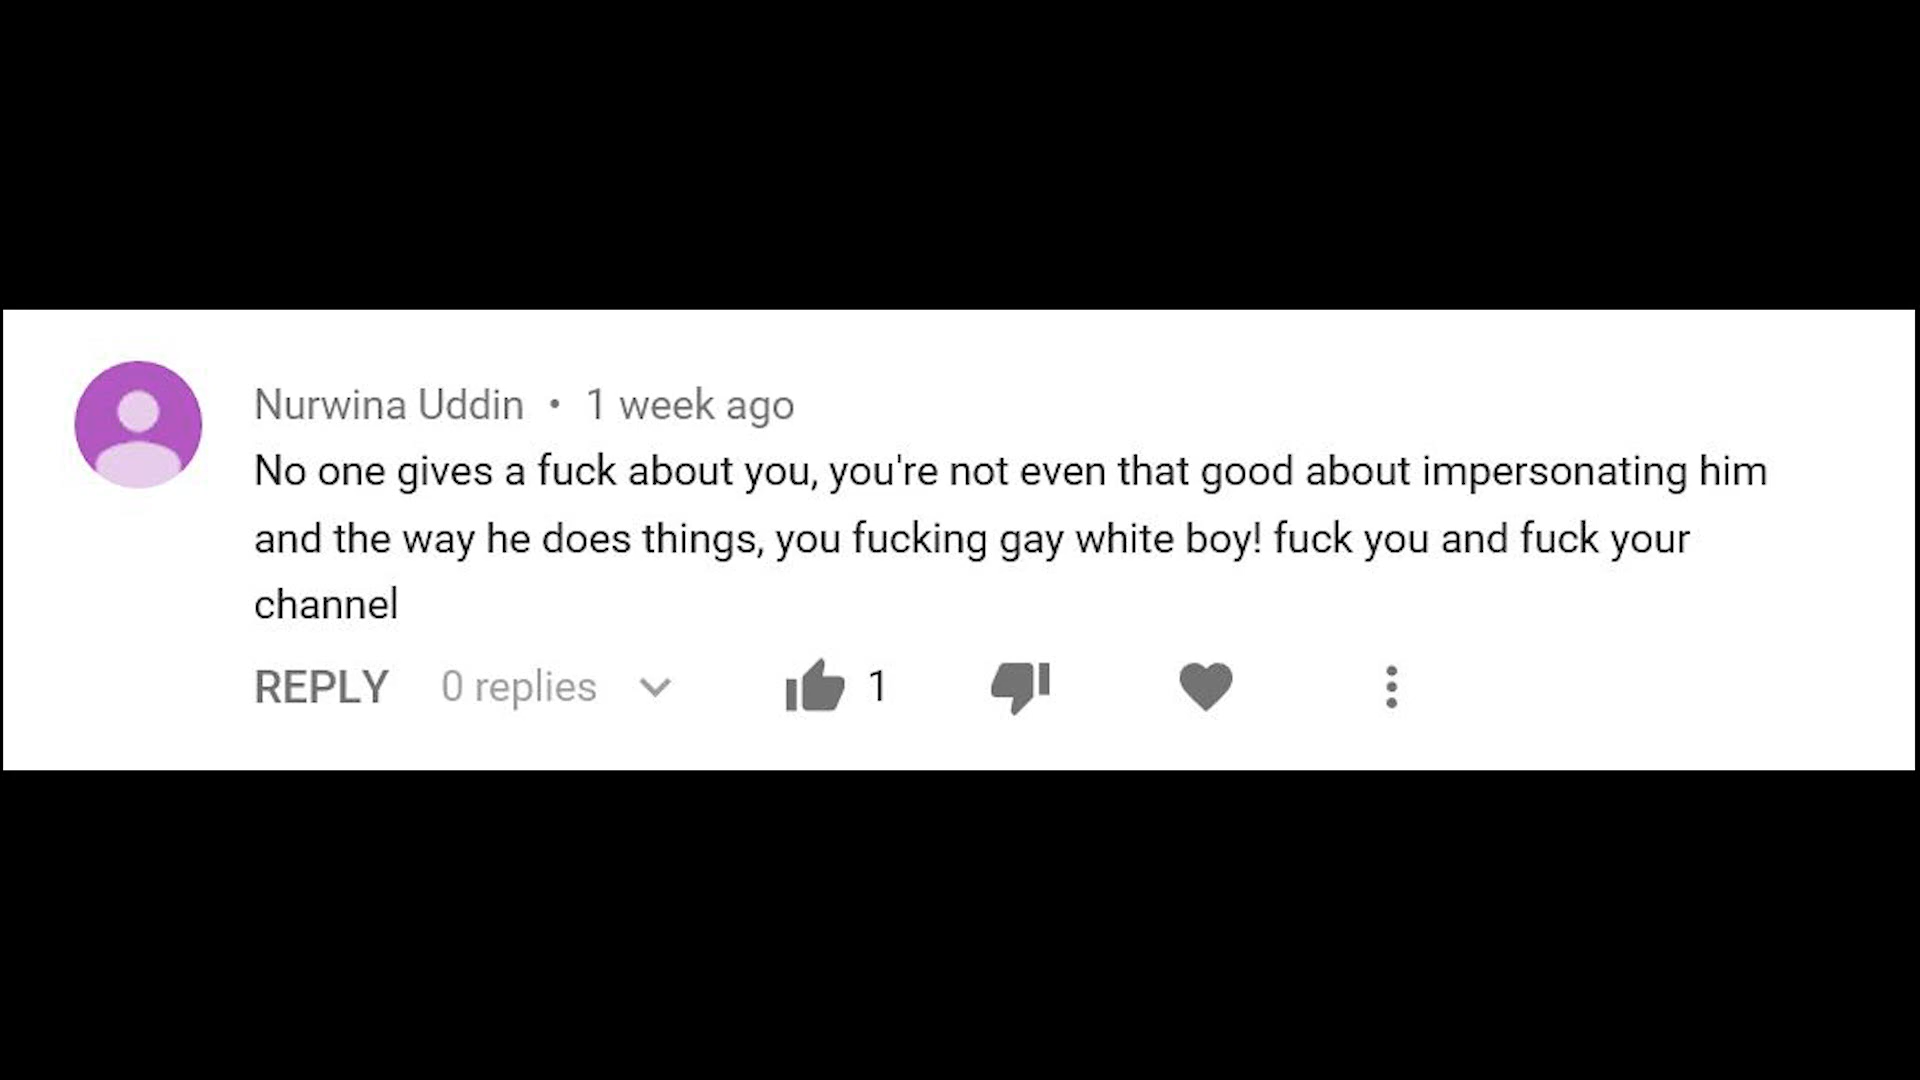 Nurwina Uddin • 1 week ago
No one gives a fuck about you, you're not even that good about impersonating him
and the way he does things, you fucking gay white boy! fuck you and fuck your
channel
REPLY 0 replies 1